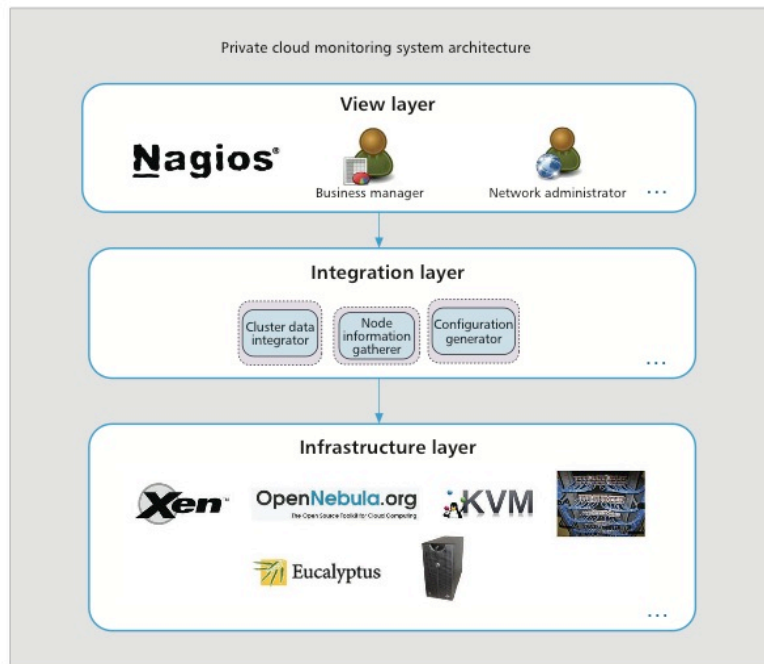 Private cloud monitoring system architecture
View layer
Nagios®
Business manager
Network administrator
...
Integration layer
Cluster data
integrator
Node
information
gatherer
Configuration
generator
...
Infrastructure layer
Xen™
OpenNebula.org
The Open Source Toolkit for Cloud Computing
KVM
Eucalyptus
...